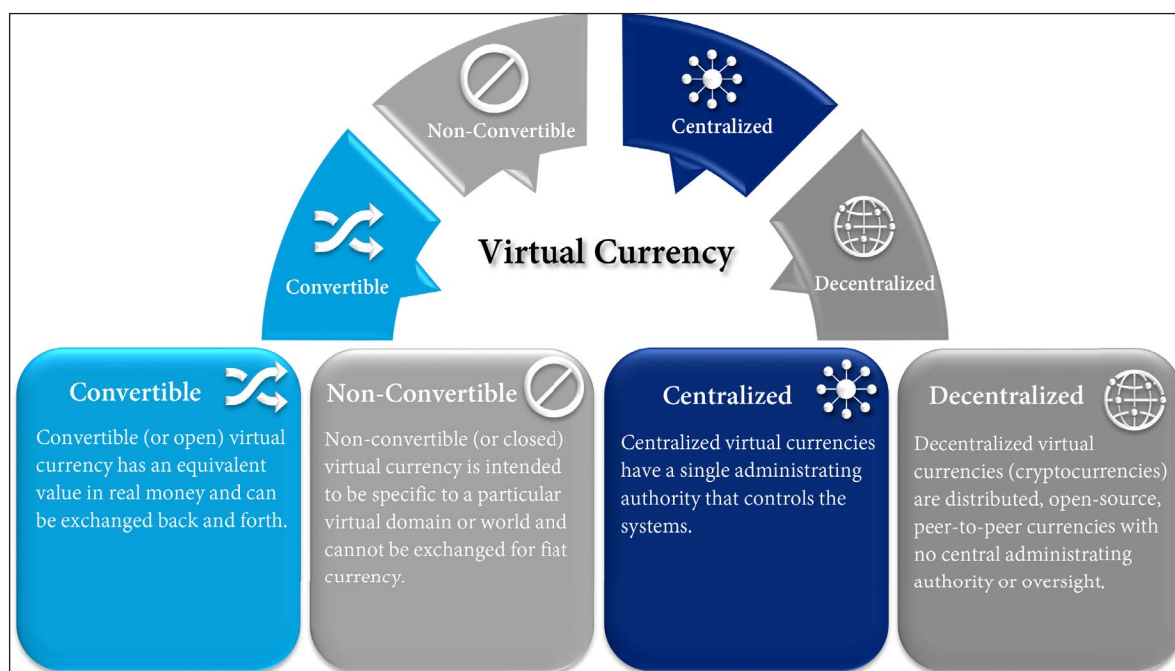 Non-Convertible
Centralized
Convertible
Virtual Currency
Decentralized
Convertible
Convertible (or open) virtual
currency has an equivalent
value in real money and can
be exchanged back and forth.
Non-Convertible
Non-convertible (or closed)
virtual currency is intended
to be specific to a particular
virtual domain or world and
cannot be exchanged for fiat
currency.
Centralized
Centralized virtual currencies
have a single administrating
authority that controls the
systems.
Decentralized
Decentralized virtual
currencies (cryptocurrencies)
are distributed, open-source,
peer-to-peer currencies with
no central administrating
authority or oversight.